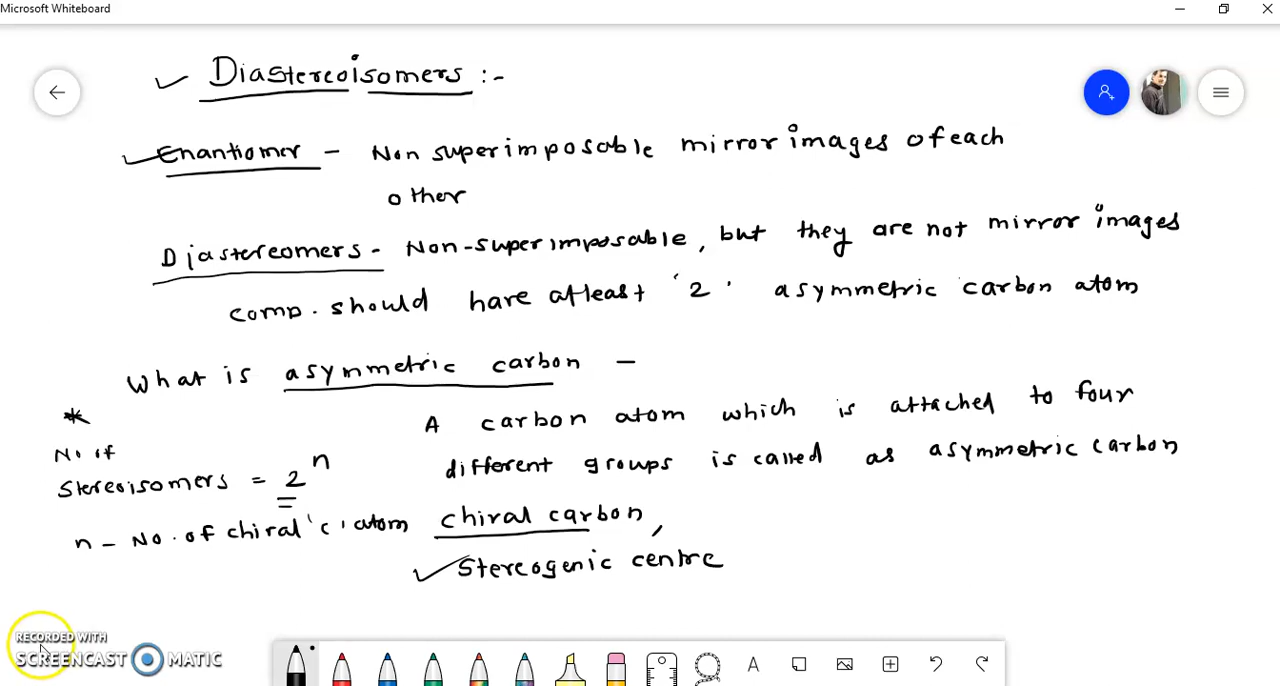 Microsoft Whiteboard
Diastereoisomers :-
Enantiomer - Non superimposable mirror images of each
other
Diastereomers - Non-superimposable, but they are not mirror images
comp. should have atleast '2' asymmetric carbon atom
What is asymmetric carbon -
A carbon atom which is attached to four
different groups is called as asymmetric carbon
chiral carbon,
Stereogenic centre
*
No. of
Stereoisomers = 2^n
n - No. of chiral 'c' atom
RECORDED WITH
SCREENCAST MATIC
A